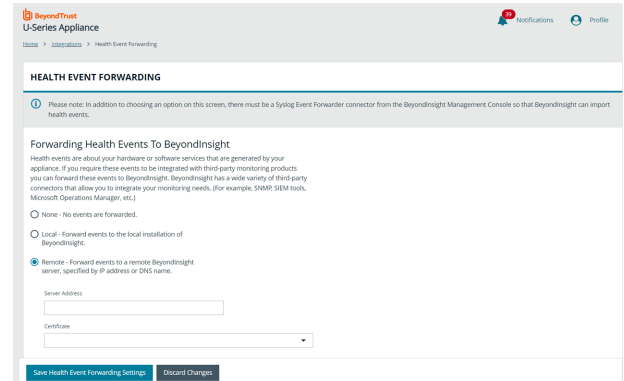 BeyondTrust
U-Series Appliance
39
Notifications
Profile
Home > Integrations > Health Event Forwarding
HEALTH EVENT FORWARDING
Please note: In addition to choosing an option on this screen, there must be a Syslog Event Forwarder connector from the BeyondInsight Management Console so that BeyondInsight can import
health events.
Forwarding Health Events To BeyondInsight
Health events are about your hardware or software services that are generated by your
appliance. If you require these events to be integrated with third-party monitoring products
you can forward these events to BeyondInsight. BeyondInsight has a wide variety of third-party
connectors that allow you to integrate your monitoring needs. (For example, SNMP, SIEM tools,
Microsoft Operations Manager, etc.)
None - No events are forwarded.
Local - Forward events to the local installation of
BeyondInsight.
Remote - Forward events to a remote BeyondInsight
server, specified by IP address or DNS name.
Server Address
Certificate
Save Health Event Forwarding Settings
Discard Changes